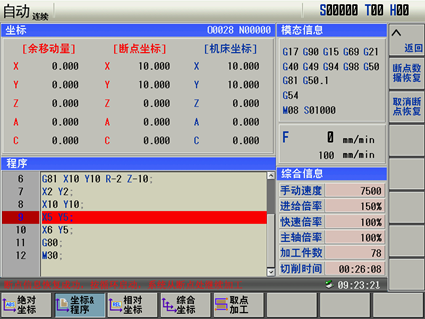 自动 连续 S00000 T00 H00
坐标 O0028 N00000
[余移动量] [断点坐标] [机床坐标]
X 0.000 X 10.000 X 10.000
Y 0.000 Y 10.000 Y 10.000
Z 0.000 Z 0.000 Z 0.000
A 0.000 A 0.000 A 0.000
C 0.000 C 0.000 C 0.000
模态信息
G17 G90 G15 G69 G21
G40 G49 G94 G98 G50
G81 G50.1
G54
M08 S01000
F 0 mm/min
100 mm/min
程序
6 G81 X10 Y10 R-2 Z-10;
7 X2 Y2;
8 X10 Y10;
9 X5 Y5;
10 X6 Y5;
11 G80;
12 M30;
综合信息
手动速度 7500
进给倍率 150%
快速倍率 100%
主轴倍率 100%
加工件数 78
切削时间 00:26:08
09:23:21
返回
断点数
据恢复
取消断
点恢复
绝对
坐标
坐标&
程序
相对
坐标
综合
坐标
取点
加工